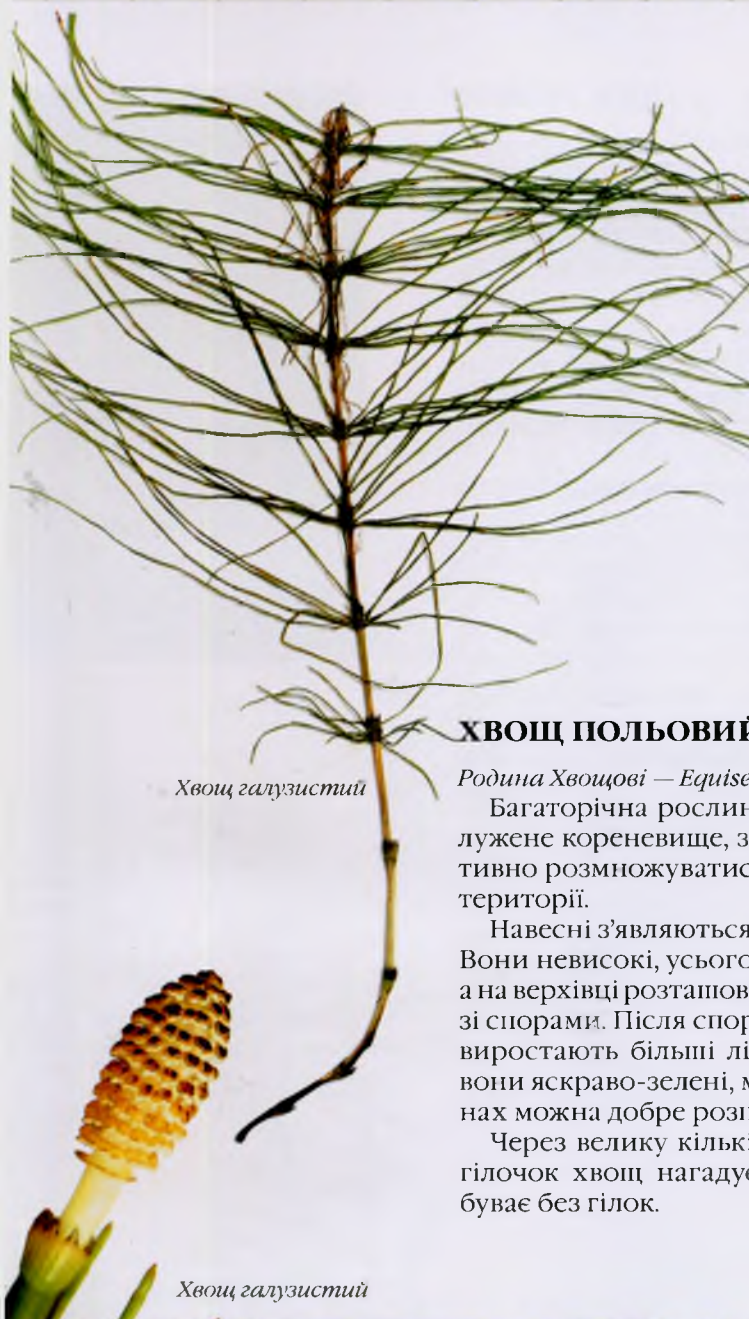 ХВОЩ ПОЛЬОВИЙ
Хвощ галузистий
Родина Хвощові — Equise
Багаторічна рослин
лужене кореневище, з
тивно розмножуватис
території.
Навесні з'являються
Вони невисокі, усього
а на верхівці розташов
зі спорами. Після спор
виростають більші лі
вони яскраво-зелені, м
нах можна добре розг
Через велику кількі
гілочок хвощ нагадує
буває без гілок.
Хвощ галузистий